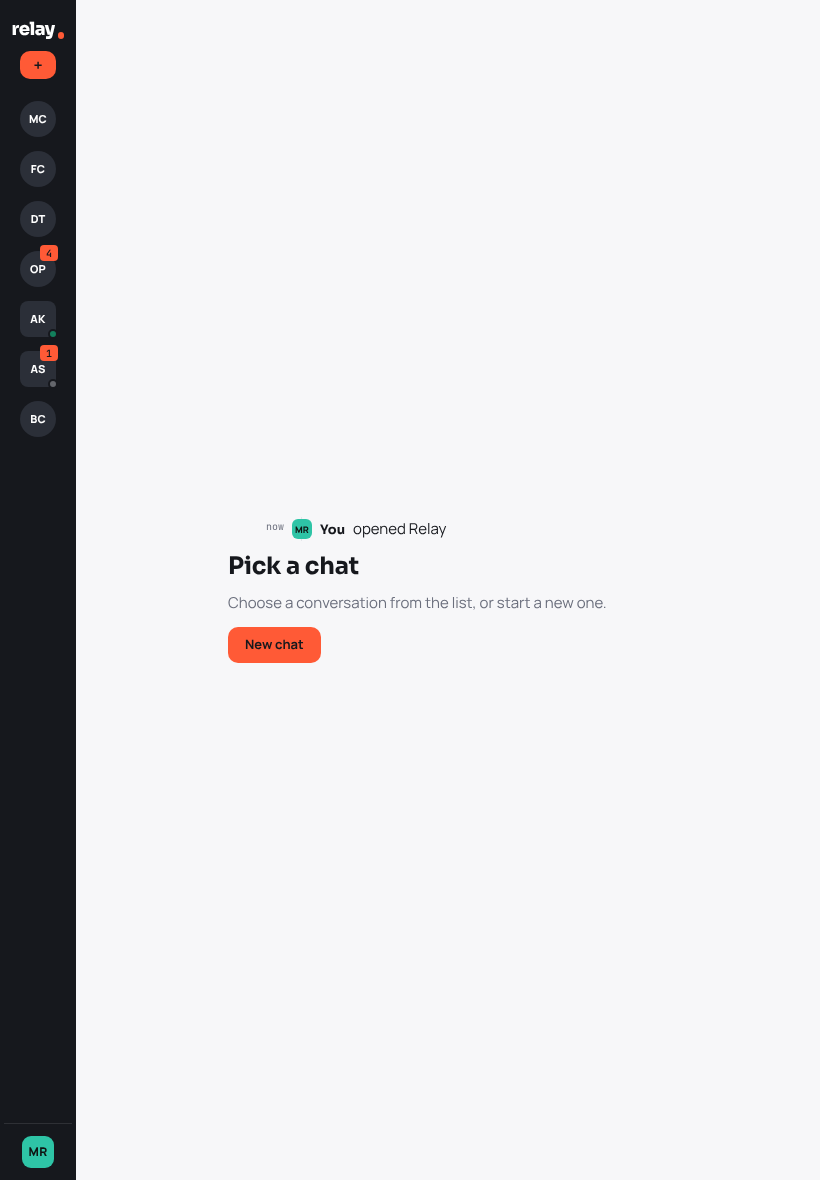 relay.
+
MC
FC
DT
4
OP
AK
1
AS
BC
now MR You opened Relay
Pick a chat
Choose a conversation from the list, or start a new one.
New chat
MR